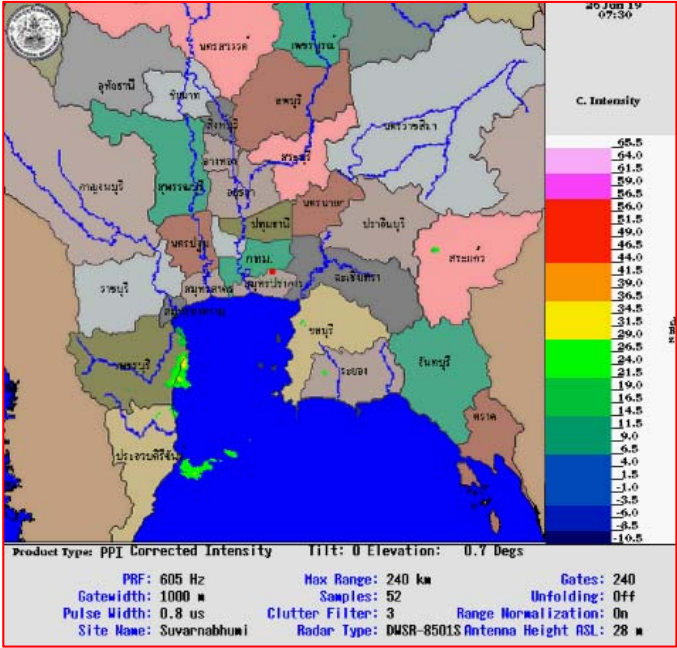 26 Jun 19
07:30
C. Intensity
นครสวรรค์
เพชรบูรณ์
อุทัยธานี
ชัยนาท
ลพบุรี
สิงห์บุรี
นครราชสีมา
อ่างทอง
สระบุรี
กาญจนบุรี
สุพรรณบุรี
อยุธยา
นครนายก
ปราจีนบุรี
ปทุมธานี
นครปฐม
กทม.
สระแก้ว
ราชบุรี
สมุทรสาคร
สมุทรปราการ
ฉะเชิงเทรา
ชลบุรี
เพชรบุรี
ระยอง
จันทบุรี
ตราด
ประจวบคีรีขันธ์
65.5
64.0
61.5
59.0
56.5
56.0
51.5
49.0
46.5
44.0
41.5
39.0
36.5
34.5
31.5
29.0
26.5
24.0
21.5
19.0
16.5
14.5
11.5
9.0
6.5
4.0
1.5
-1.0
-3.5
-6.0
-8.5
-10.5
Product Type: PPI Corrected Intensity Tilt: 0 Elevation: 0.7 Degs
PRF: 605 Hz Max Range: 240 km Gates: 240
Gatewidth: 1000 m Samples: 52 Unfolding: Off
Pulse Width: 0.8 us Clutter Filter: 3 Range Normalization: On
Site Name: Suvarnabhumi Radar Type: DWSR-8501S Antenna Height ASL: 28 m